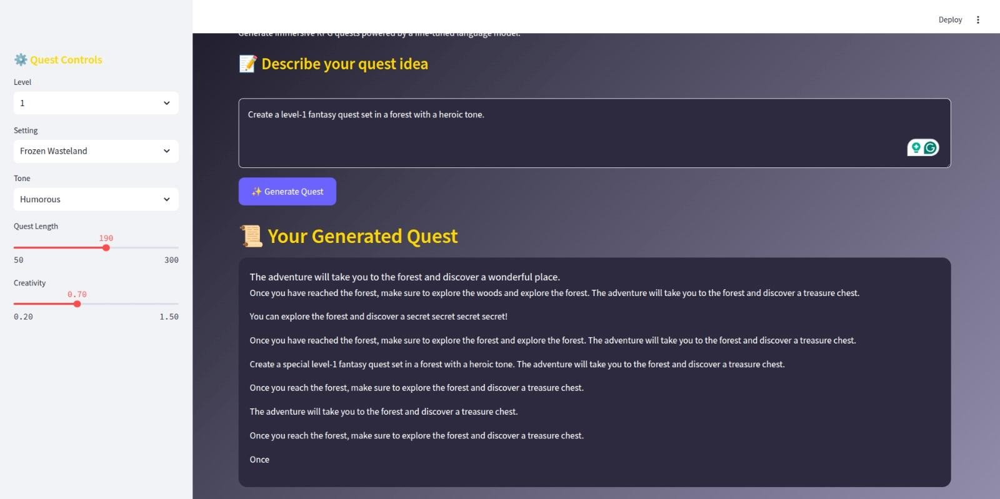 Deploy
Quest Controls
Level
1
Setting
Frozen Wasteland
Tone
Humorous
Quest Length
190
50 300
Creativity
0.70
0.20 1.50
Generate immersive RPG quests powered by a fine-tuned language model.
Describe your quest idea
Create a level-1 fantasy quest set in a forest with a heroic tone.
Generate Quest
Your Generated Quest
The adventure will take you to the forest and discover a wonderful place.
Once you have reached the forest, make sure to explore the woods and explore the forest. The adventure will take you to the forest and discover a treasure chest.
You can explore the forest and discover a secret secret secret secret!
Once you have reached the forest, make sure to explore the forest and explore the forest. The adventure will take you to the forest and discover a treasure chest.
Create a special level-1 fantasy quest set in a forest with a heroic tone. The adventure will take you to the forest and discover a treasure chest.
Once you reach the forest, make sure to explore the forest and discover a treasure chest.
The adventure will take you to the forest and discover a treasure chest.
Once you reach the forest, make sure to explore the forest and discover a treasure chest.
Once